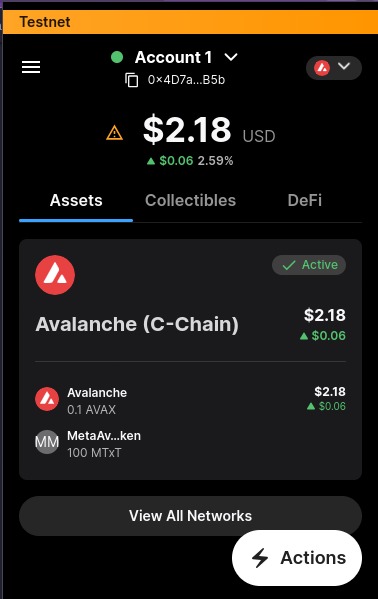 Testnet
Account 1
0x4D7a...B5b
$2.18 USD
$0.06 2.59%
Assets Collectibles DeFi
Active
Avalanche (C-Chain) $2.18
$0.06
Avalanche $2.18
0.1 AVAX $0.06
MM MetaAv...ken
100 MTxT
View All Networks
Actions